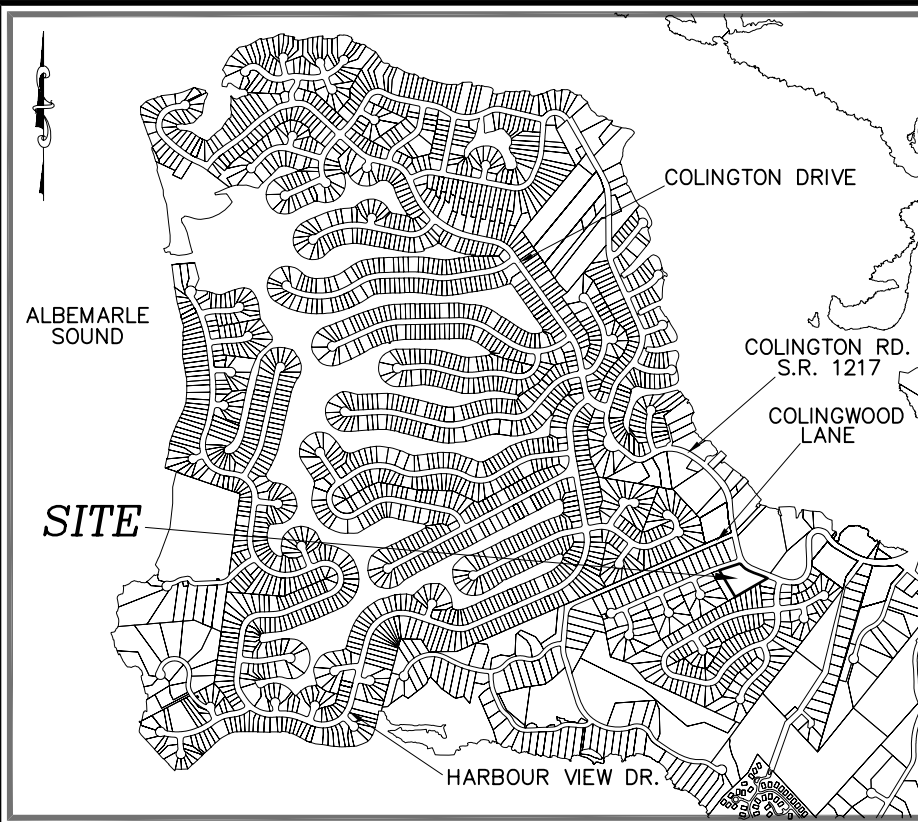 COLINGTON DRIVE
ALBEMARLE
SOUND
COLINGTON RD.
S.R. 1217
COLINGWOOD
LANE
SITE
HARBOUR VIEW DR.